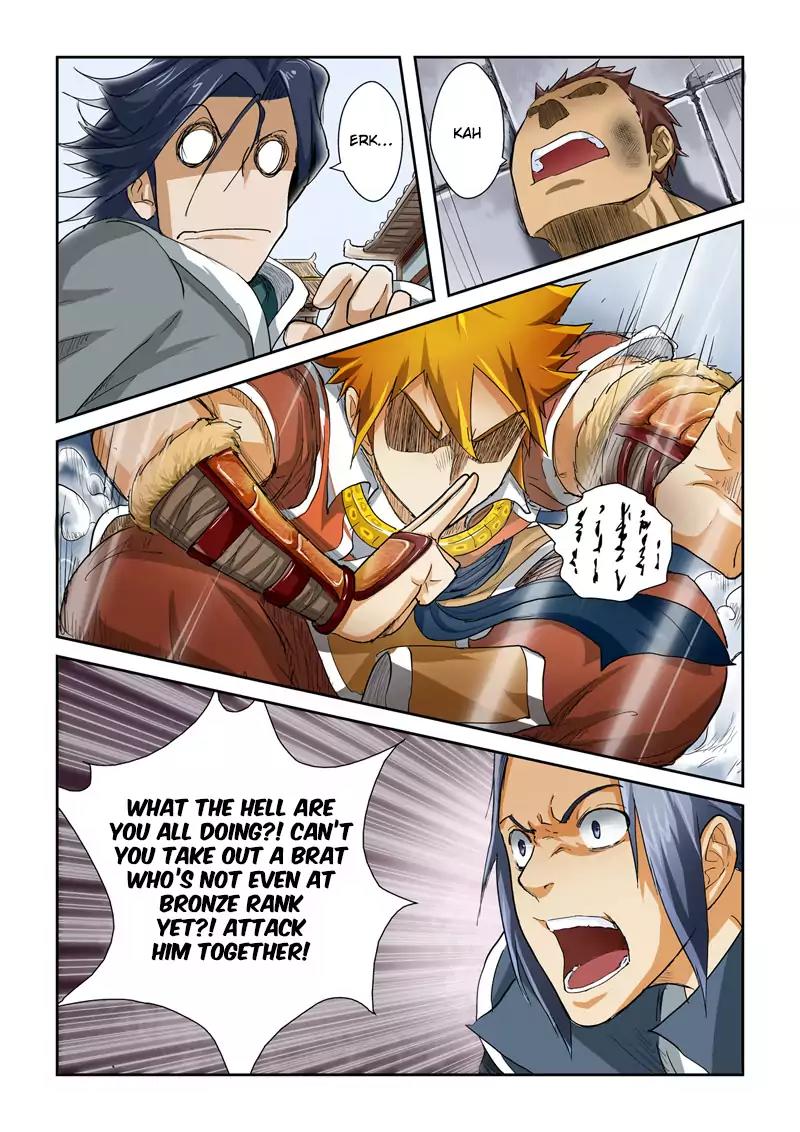 ERK...
KAH
WHAT THE HELL ARE
YOU ALL DOING?! CAN'T
YOU TAKE OUT A BRAT
WHO'S NOT EVEN AT
BRONZE RANK
YET?! ATTACK
HIM TOGETHER!